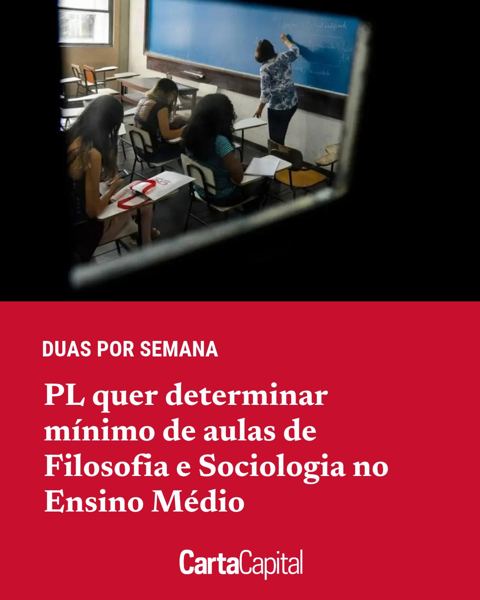 DUAS POR SEMANA
PL quer determinar
mínimo de aulas de
Filosofia e Sociologia no
Ensino Médio
CartaCapital